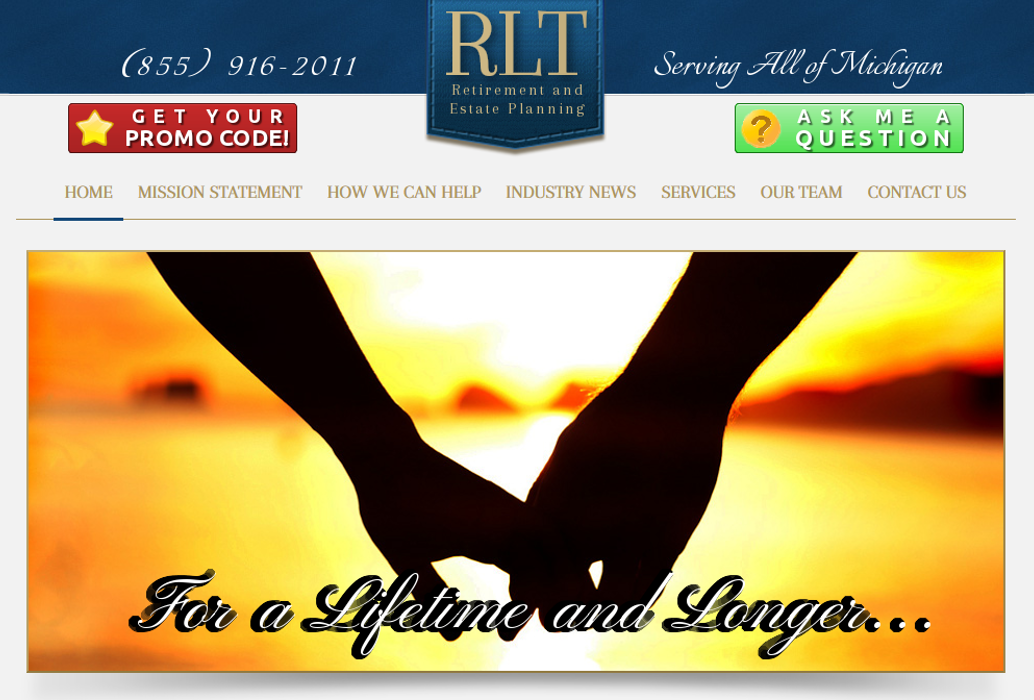 (855) 916-2011
RLT
Retirement and
Estate Planning
Serving All of Michigan
GET YOUR
PROMO CODE!
ASK ME A
QUESTION
HOME MISSION STATEMENT HOW WE CAN HELP INDUSTRY NEWS SERVICES OUR TEAM CONTACT US
For a Lifetime and Longer...